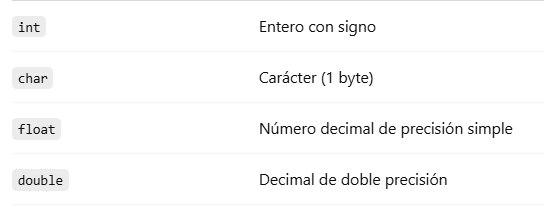 int Entero con signo
char Carácter (1 byte)
float Número decimal de precisión simple
double Decimal de doble precisión